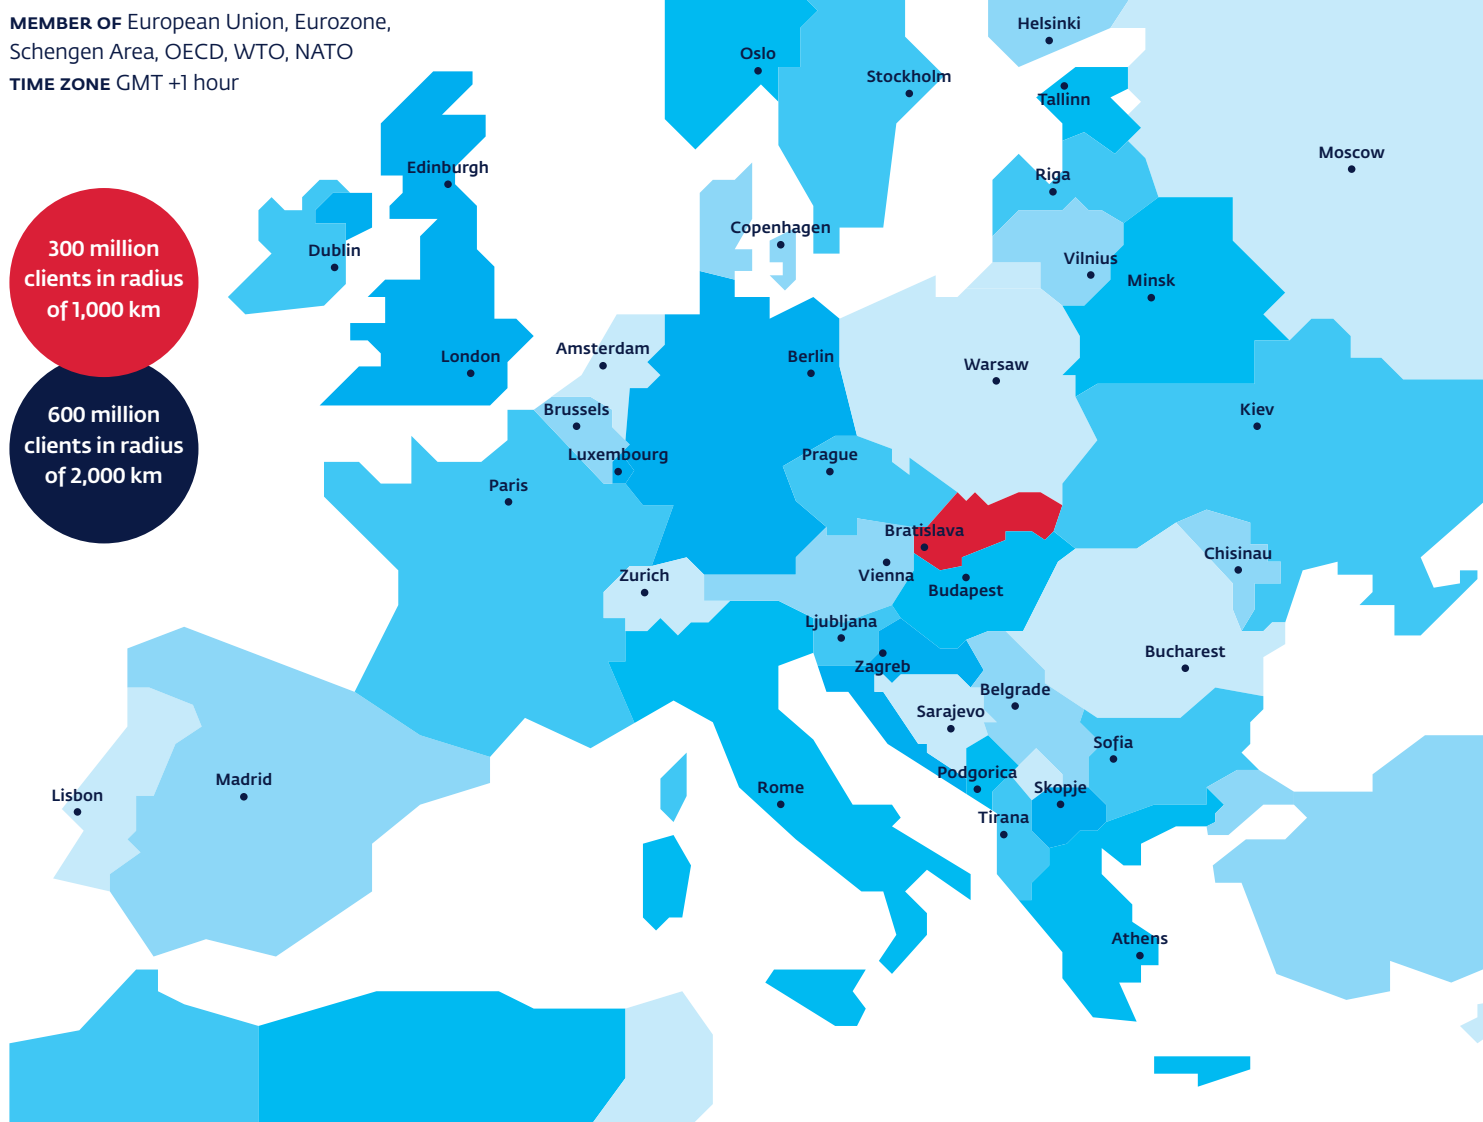 MEMBER OF European Union, Eurozone,
Schengen Area, OECD, WTO, NATO
TIME ZONE GMT +1 hour
300 million
clients in radius
of 1,000 km
600 million
clients in radius
of 2,000 km
Helsinki
Oslo
Stockholm
Tallinn
Moscow
Edinburgh
Riga
Copenhagen
Dublin
Vilnius
Minsk
Amsterdam
London
Berlin
Warsaw
Brussels
Kiev
Luxembourg
Prague
Paris
Bratislava
Chisinau
Zurich
Vienna
Budapest
Ljubljana
Bucharest
Zagreb
Belgrade
Sarajevo
Sofia
Podgorica
Madrid
Rome
Skopje
Lisbon
Tirana
Athens